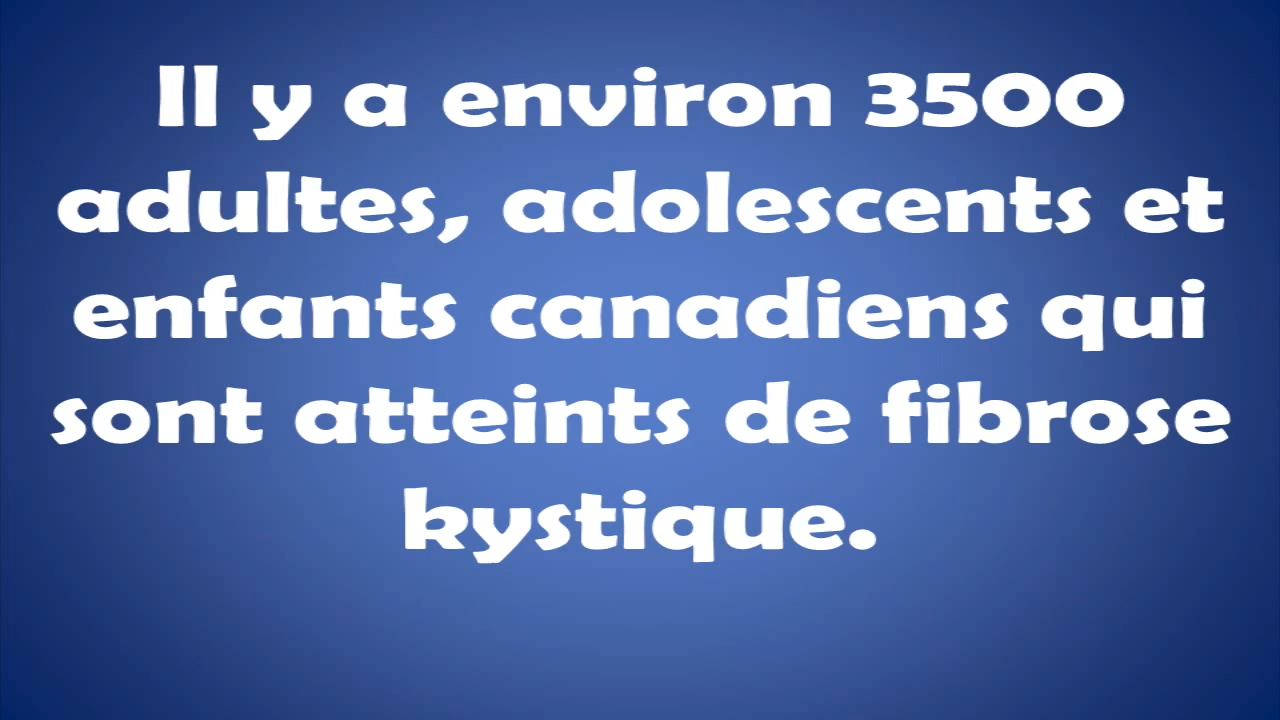 Il y a environ 3500
adultes, adolescents et
enfants canadiens qui
sont atteints de fibrose
kystique.